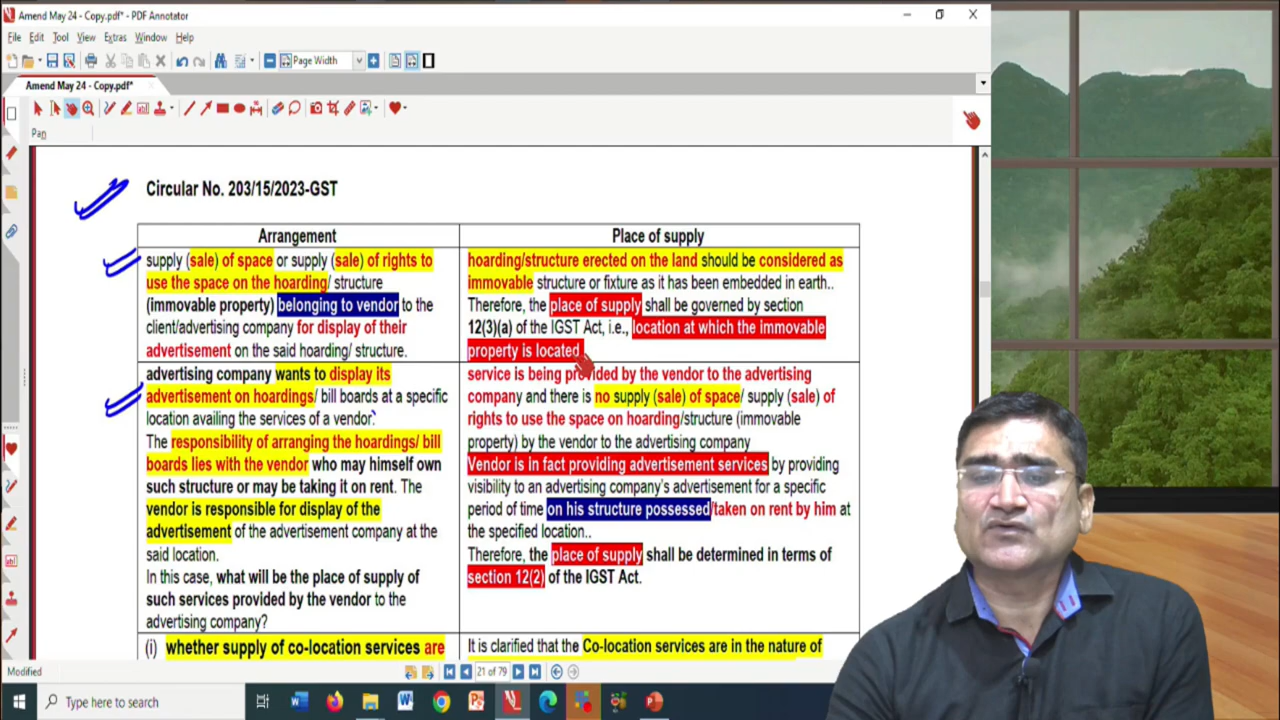 Amend May 24 - Copy.pdf* - PDF Annotator
File Edit Tool View Extras Window Help
Page Width
Amend May 24 - Copy.pdf*
Pan
Circular No. 203/15/2023-GST
Arrangement
Place of supply
supply (sale) of space or supply (sale) of rights to
use the space on the hoarding/ structure
(immovable property) belonging to vendor to the
client/advertising company for display of their
advertisement on the said hoarding/ structure.
hoarding/structure erected on the land should be considered as
immovable structure or fixture as it has been embedded in earth..
Therefore, the place of supply shall be governed by section
12(3)(a) of the IGST Act, i.e., location at which the immovable
property is located
advertising company wants to display its
advertisement on hoardings/ bill boards at a specific
location availing the services of a vendor.
The responsibility of arranging the hoardings/ bill
boards lies with the vendor who may himself own
such structure or may be taking it on rent. The
vendor is responsible for display of the
advertisement of the advertisement company at the
said location.
In this case, what will be the place of supply of
such services provided by the vendor to the
advertising company?
service is being provided by the vendor to the advertising
company and there is no supply (sale) of space/ supply (sale) of
rights to use the space on hoarding/structure (immovable
property) by the vendor to the advertising company
Vendor is in fact providing advertisement services by providing
visibility to an advertising company's advertisement for a specific
period of time on his structure possessed/taken on rent by him at
the specified location..
Therefore, the place of supply shall be determined in terms of
section 12(2) of the IGST Act.
(i) whether supply of co-location services are
It is clarified that the Co-location services are in the nature of
Modified
21 of 79
Type here to search